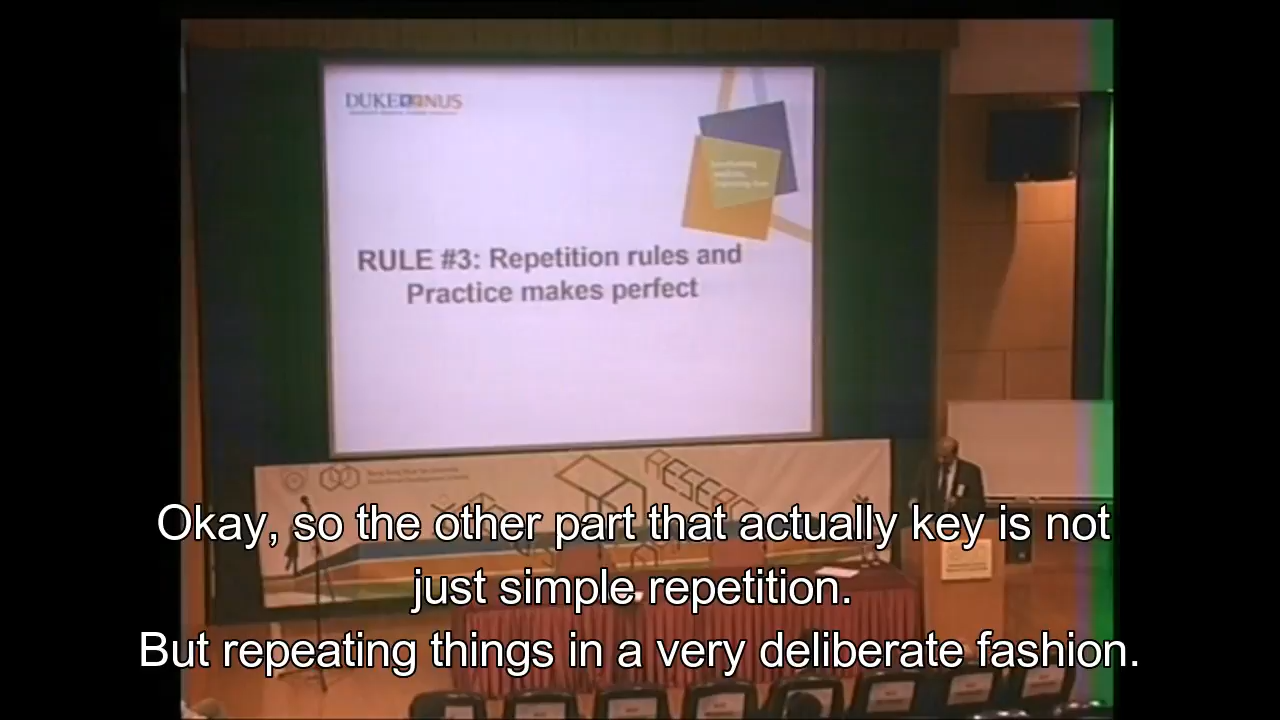 DUKE NUS
RULE #3: Repetition rules and
Practice makes perfect
RESEARC
Okay, so the other part that actually key is not
just simple repetition.
But repeating things in a very deliberate fashion.